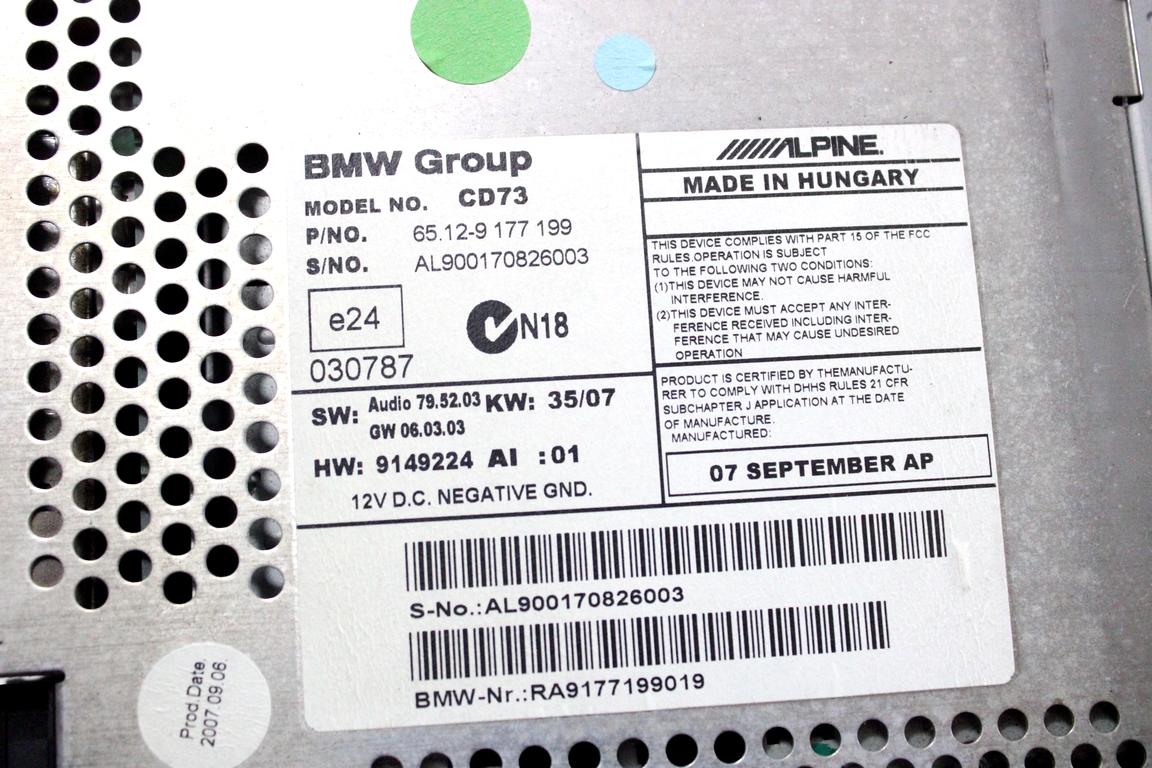 BMW Group
MODEL NO. CD73
P/NO. 65.12-9 177 199
S/NO. AL900170826003
e24
N18
030787
SW: Audio 79.52.03 KW: 35/07
GW 06.03.03
HW: 9149224 AI :01
12V D.C. NEGATIVE GND.
ALPINE.
MADE IN HUNGARY
THIS DEVICE COMPLIES WITH PART 15 OF THE FCC
RULES.OPERATION IS SUBJECT
TO THE FOLLOWING TWO CONDITIONS:
(1)THIS DEVICE MAY NOT CAUSE HARMFUL
INTERFERENCE.
(2)THIS DEVICE MUST ACCEPT ANY INTER-
FERENCE RECEIVED INCLUDING INTER-
FERENCE THAT MAY CAUSE UNDESIRED
OPERATION
PRODUCT IS CERTIFIED BY THEMANUFACTU-
RER TO COMPLY WITH DHHS RULES 21 CFR
SUBCHAPTER J APPLICATION AT THE DATE
OF MANUFACTURE.
MANUFACTURED:
07 SEPTEMBER AP
S-No.:AL900170826003
BMW-Nr.:RA9177199019
Prod.Date.
2007.09.06.